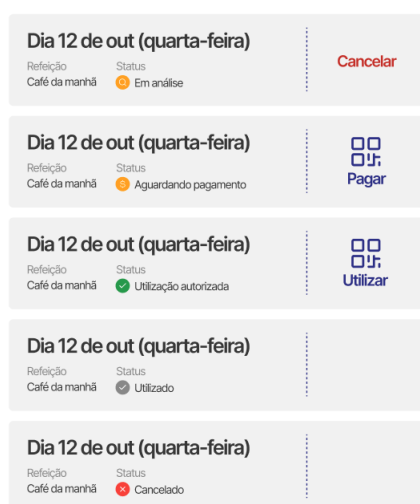 Dia 12 de out (quarta-feira)
Refeição Status
Café da manhã Em análise
Cancelar
Dia 12 de out (quarta-feira)
Refeição Status
Café da manhã Aguardando pagamento
Pagar
Dia 12 de out (quarta-feira)
Refeição Status
Café da manhã Utilização autorizada
Utilizar
Dia 12 de out (quarta-feira)
Refeição Status
Café da manhã Utilizado
Dia 12 de out (quarta-feira)
Refeição Status
Café da manhã Cancelado